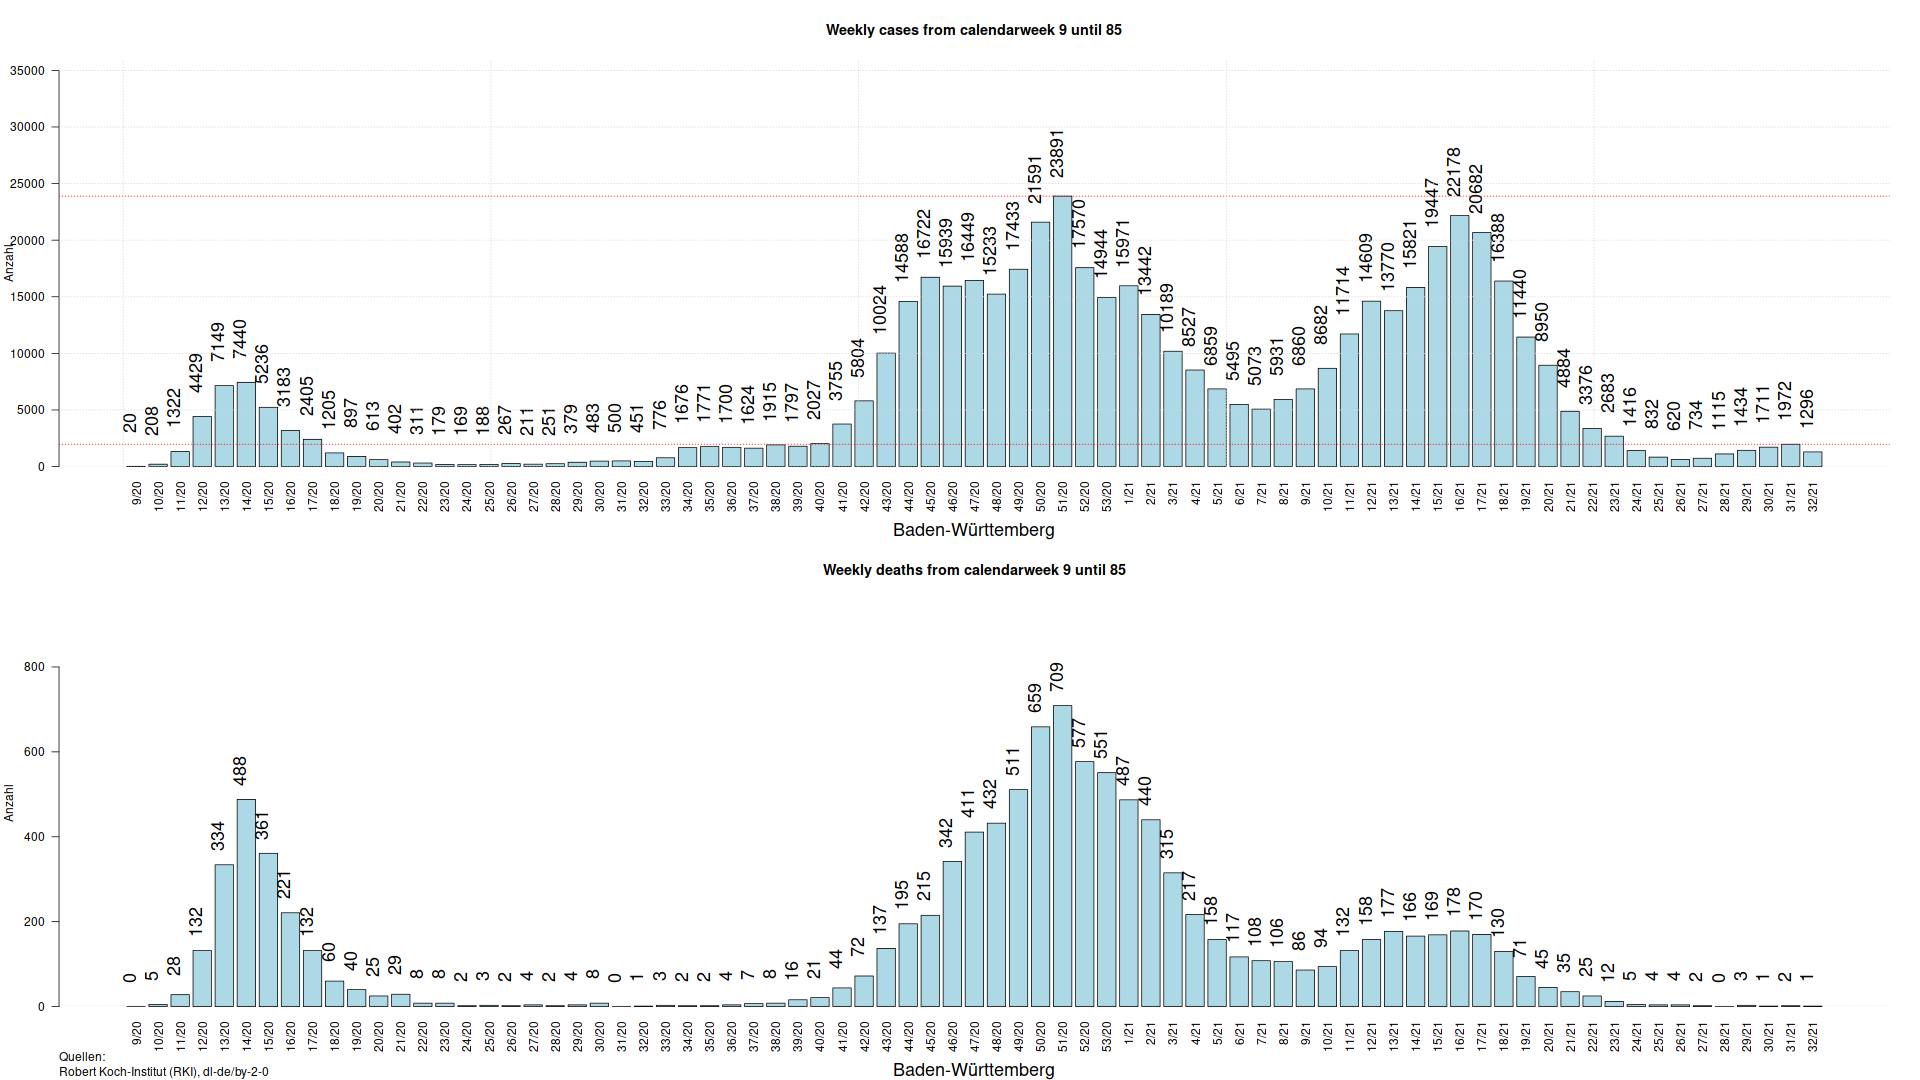 Weekly cases from calendarweek 9 until 85
Anzahl
35000
30000
25000
20000
15000
10000
5000
0
20 208 1322 4429 7149 7440 5236 3183 2405 1205 897 613 402 311 179 169 188 267 211 251 379 483 500 451 776 1676 1771 1700 1624 1915 1797 2027 3755 5804 10024 14588 16722 15939 16449 15233 17433 21591 23891 17570 14944 15971 13442 10189 8527 6859 5495 5073 5931 6860 8682 11714 14609 13770 15821 19447 22178 20682 16388 11440 8950 4884 3376 2683 1416 832 620 734 1115 1434 1711 1972 1296
9/20 10/20 11/20 12/20 13/20 14/20 15/20 16/20 17/20 18/20 19/20 20/20 21/20 22/20 23/20 24/20 25/20 26/20 27/20 28/20 29/20 30/20 31/20 32/20 33/20 34/20 35/20 36/20 37/20 38/20 39/20 40/20 41/20 42/20 43/20 44/20 45/20 46/20 47/20 48/20 49/20 50/20 51/20 52/20 53/20 1/21 2/21 3/21 4/21 5/21 6/21 7/21 8/21 9/21 10/21 11/21 12/21 13/21 14/21 15/21 16/21 17/21 18/21 19/21 20/21 21/21 22/21 23/21 24/21 25/21 26/21 27/21 28/21 29/21 30/21 31/21 32/21
Baden-Württemberg
Weekly deaths from calendarweek 9 until 85
Anzahl
800
600
400
200
0
0 5 28 132 334 488 361 221 132 60 40 25 29 8 8 2 3 2 4 2 4 8 0 1 3 2 2 4 7 8 16 21 44 72 137 195 215 342 411 432 511 659 709 577 551 487 440 315 217 158 117 108 106 86 94 132 158 177 166 169 178 170 130 71 45 35 25 12 5 4 4 2 0 3 1 2 1
9/20 10/20 11/20 12/20 13/20 14/20 15/20 16/20 17/20 18/20 19/20 20/20 21/20 22/20 23/20 24/20 25/20 26/20 27/20 28/20 29/20 30/20 31/20 32/20 33/20 34/20 35/20 36/20 37/20 38/20 39/20 40/20 41/20 42/20 43/20 44/20 45/20 46/20 47/20 48/20 49/20 50/20 51/20 52/20 53/20 1/21 2/21 3/21 4/21 5/21 6/21 7/21 8/21 9/21 10/21 11/21 12/21 13/21 14/21 15/21 16/21 17/21 18/21 19/21 20/21 21/21 22/21 23/21 24/21 25/21 26/21 27/21 28/21 29/21 30/21 31/21 32/21
Baden-Württemberg
Quellen:
Robert Koch-Institut (RKI), dl-de/by-2-0